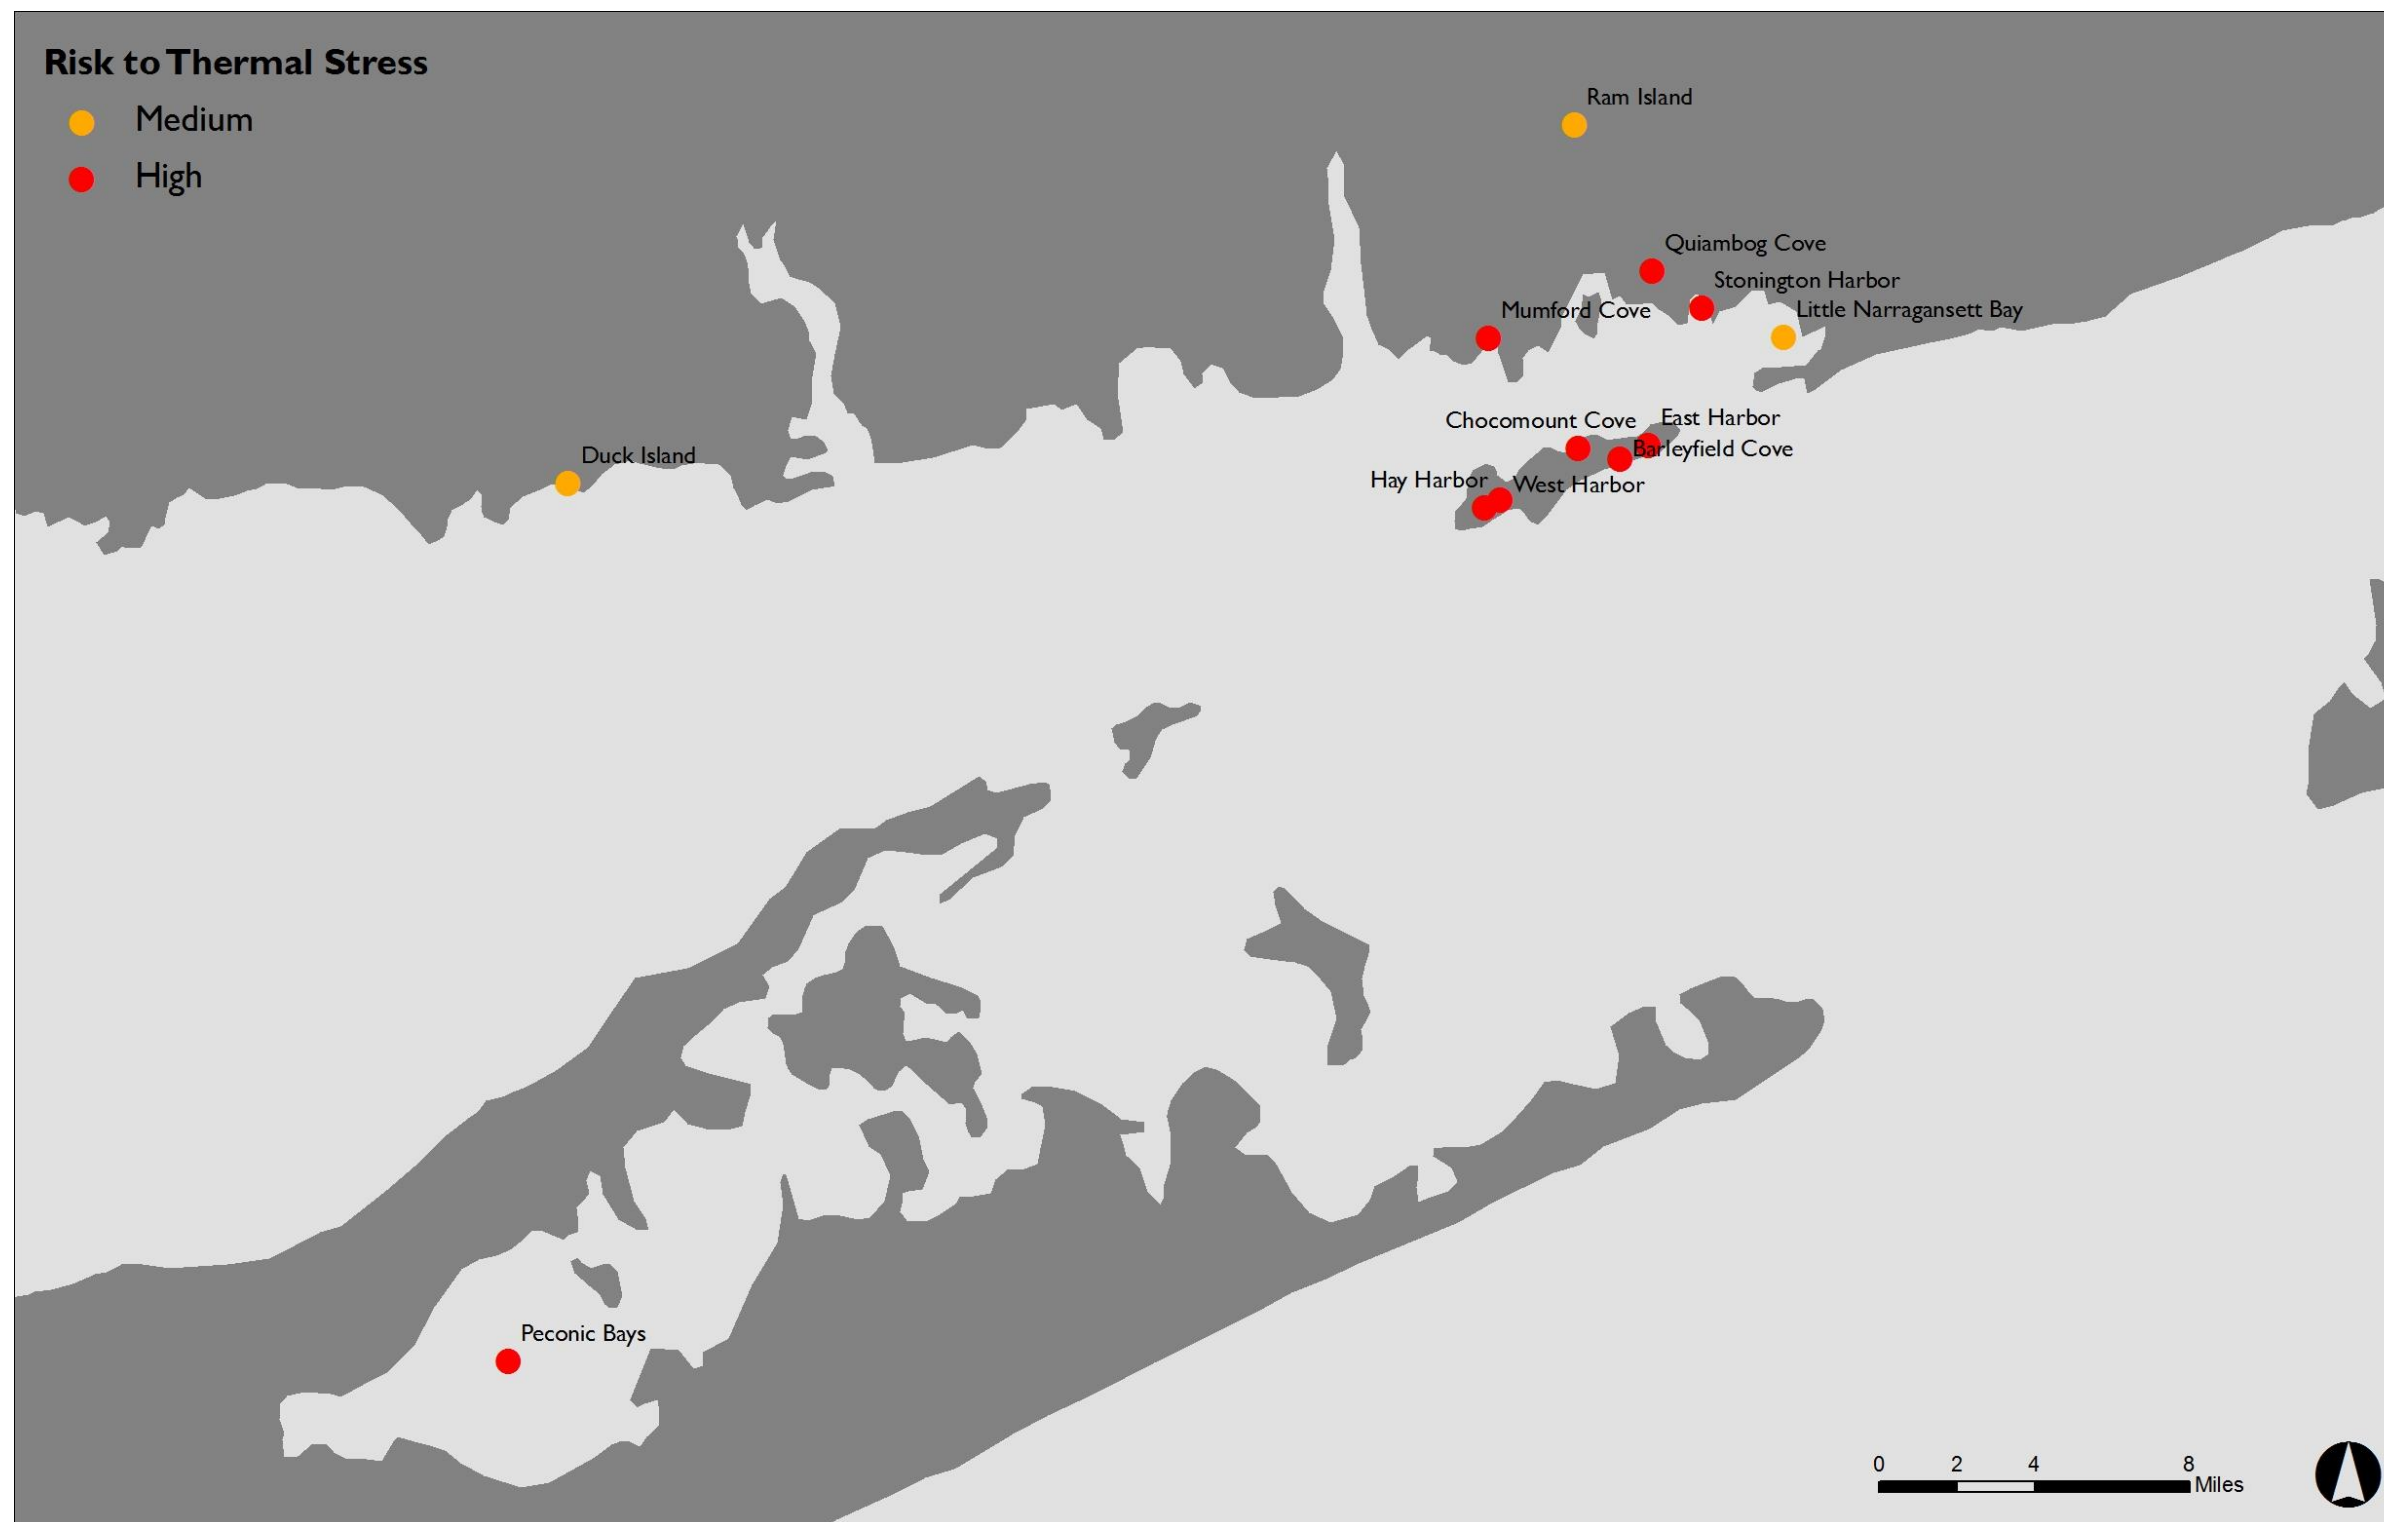 Risk to Thermal Stress
Medium
High
Ram Island
Quiambog Cove
Stonington Harbor
Mumford Cove
Little Narragansett Bay
Chocomount Cove
East Harbor
Barleyfield Cove
Duck Island
Hay Harbor
West Harbor
Peconic Bays
0 2 4 8
Miles